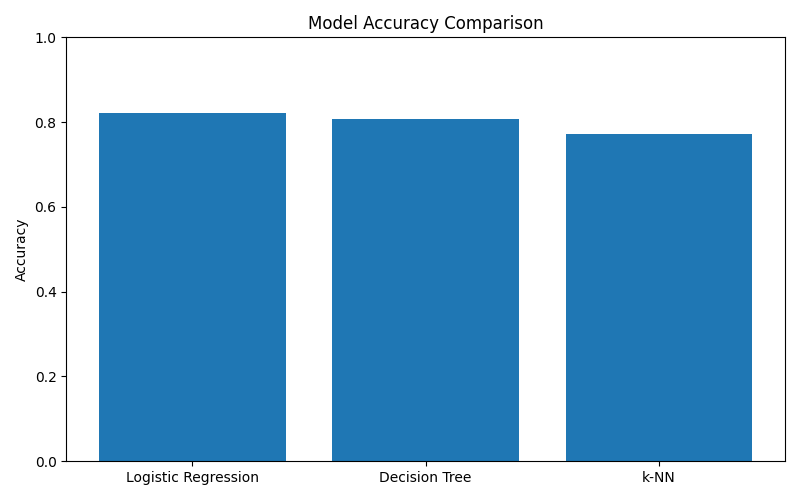 Model Accuracy Comparison
Accuracy
1.0
0.8
0.6
0.4
0.2
0.0
Logistic Regression
Decision Tree
k-NN